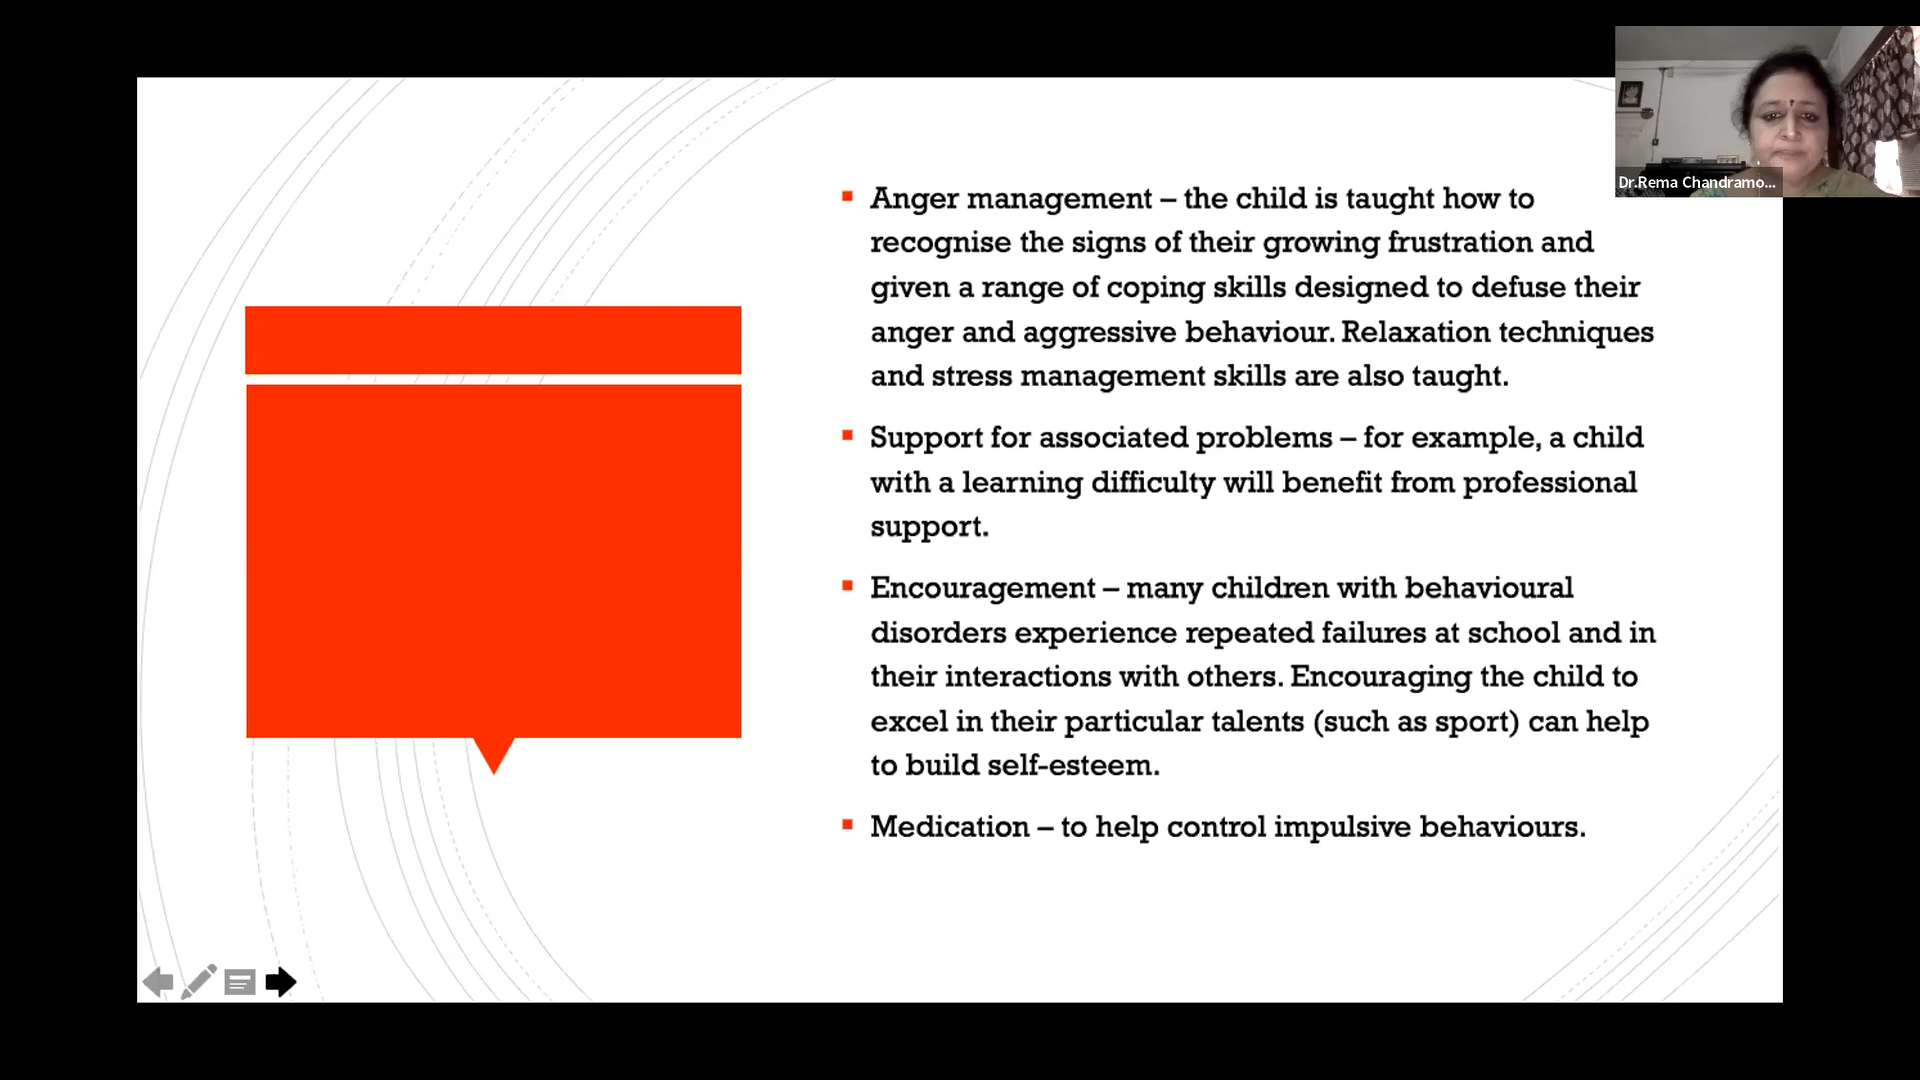 Dr.Rema Chandramo...
Anger management – the child is taught how to
recognise the signs of their growing frustration and
given a range of coping skills designed to defuse their
anger and aggressive behaviour. Relaxation techniques
and stress management skills are also taught.
Support for associated problems – for example, a child
with a learning difficulty will benefit from professional
support.
Encouragement – many children with behavioural
disorders experience repeated failures at school and in
their interactions with others. Encouraging the child to
excel in their particular talents (such as sport) can help
to build self-esteem.
Medication – to help control impulsive behaviours.